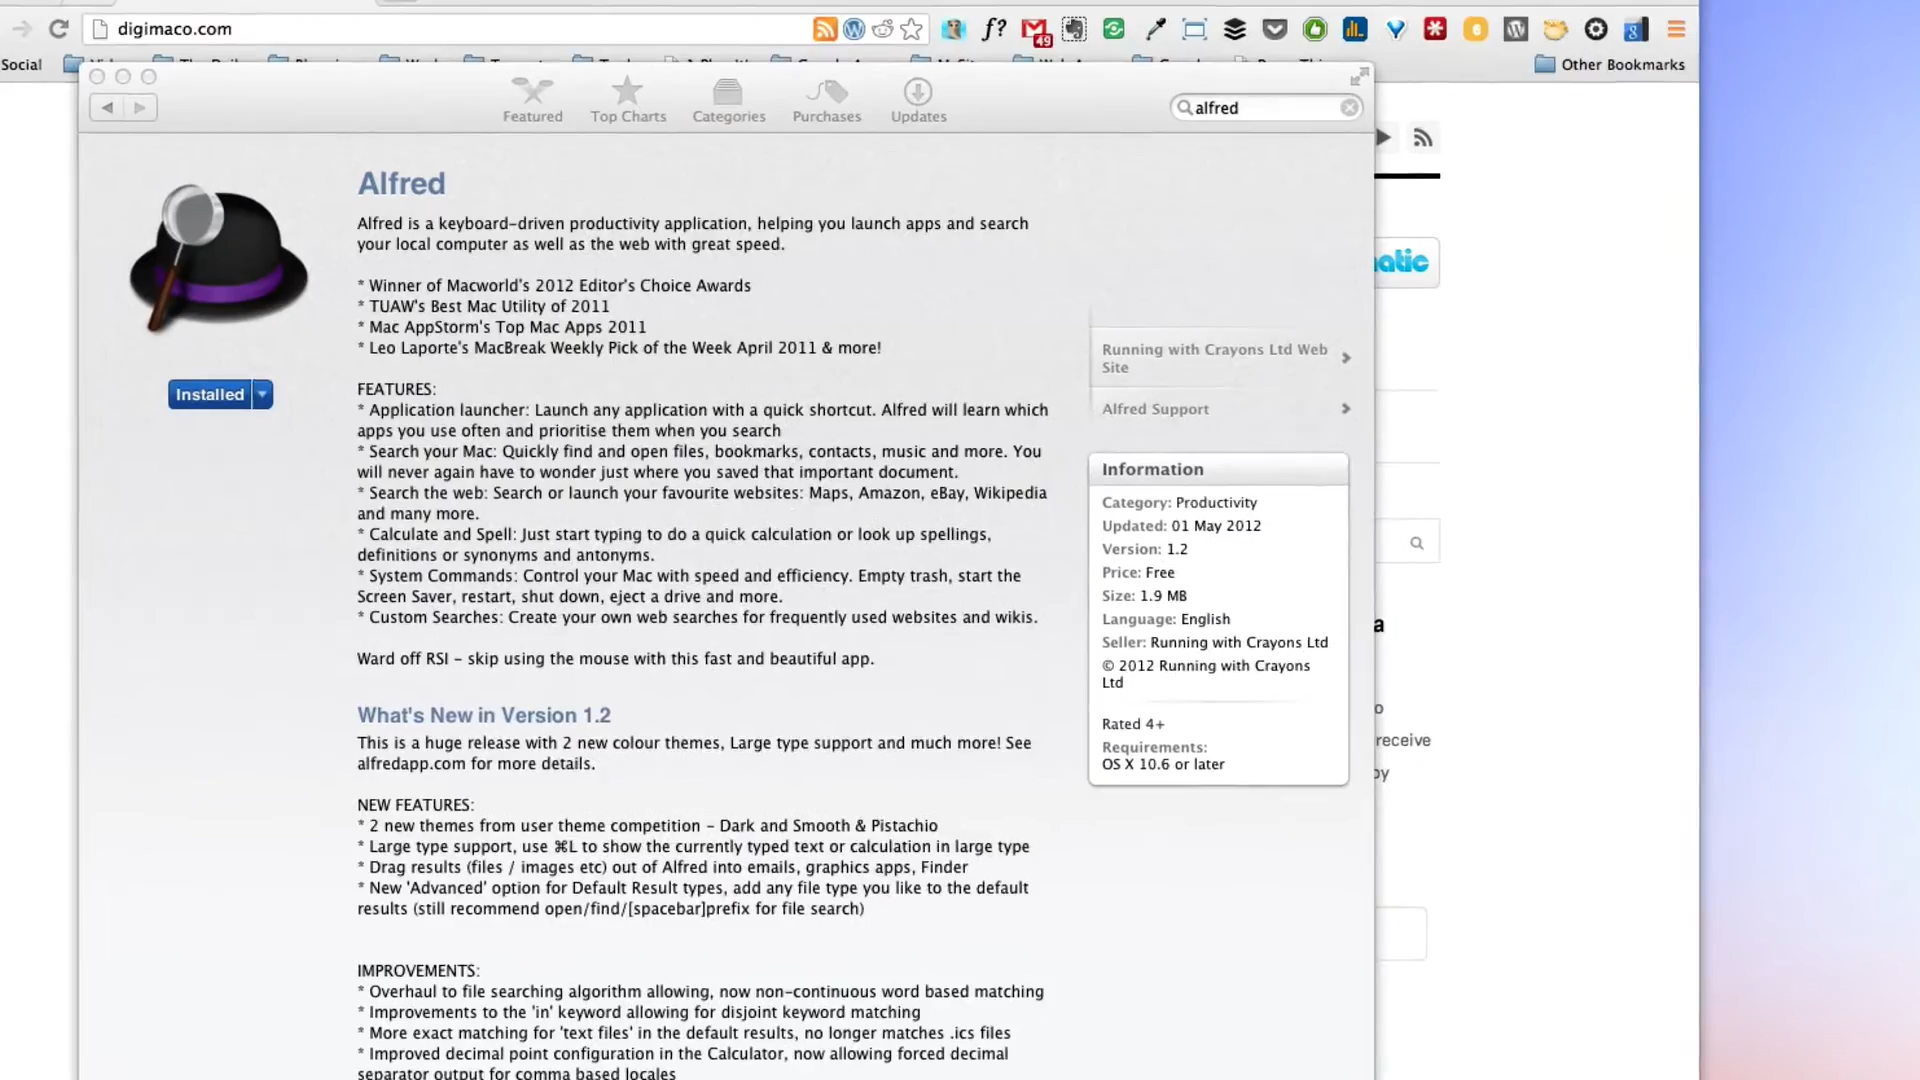 digimaco.com
49
Social
Other Bookmarks
Featured
Top Charts
Categories
Purchases
Updates
alfred
Alfred
Alfred is a keyboard-driven productivity application, helping you launch apps and search
your local computer as well as the web with great speed.
* Winner of Macworld's 2012 Editor's Choice Awards
* TUAW's Best Mac Utility of 2011
* Mac AppStorm's Top Mac Apps 2011
* Leo Laporte's MacBreak Weekly Pick of the Week April 2011 & more!
Installed
FEATURES:
* Application launcher: Launch any application with a quick shortcut. Alfred will learn which
apps you use often and prioritise them when you search
* Search your Mac: Quickly find and open files, bookmarks, contacts, music and more. You
will never again have to wonder just where you saved that important document.
* Search the web: Search or launch your favourite websites: Maps, Amazon, eBay, Wikipedia
and many more.
* Calculate and Spell: Just start typing to do a quick calculation or look up spellings,
definitions or synonyms and antonyms.
* System Commands: Control your Mac with speed and efficiency. Empty trash, start the
Screen Saver, restart, shut down, eject a drive and more.
* Custom Searches: Create your own web searches for frequently used websites and wikis.
Ward off RSI - skip using the mouse with this fast and beautiful app.
What's New in Version 1.2
This is a huge release with 2 new colour themes, Large type support and much more! See
alfredapp.com for more details.
NEW FEATURES:
* 2 new themes from user theme competition - Dark and Smooth & Pistachio
* Large type support, use ⌘L to show the currently typed text or calculation in large type
* Drag results (files / images etc) out of Alfred into emails, graphics apps, Finder
* New 'Advanced' option for Default Result types, add any file type you like to the default
results (still recommend open/find/[spacebar]prefix for file search)
IMPROVEMENTS:
* Overhaul to file searching algorithm allowing, now non-continuous word based matching
* Improvements to the 'in' keyword allowing for disjoint keyword matching
* More exact matching for 'text files' in the default results, no longer matches .ics files
* Improved decimal point configuration in the Calculator, now allowing forced decimal
separator output for comma based locales
Running with Crayons Ltd Web
Site
Alfred Support
Information
Category: Productivity
Updated: 01 May 2012
Version: 1.2
Price: Free
Size: 1.9 MB
Language: English
Seller: Running with Crayons Ltd
© 2012 Running with Crayons
Ltd
Rated 4+
Requirements:
OS X 10.6 or later
natic
a
o
receive
by